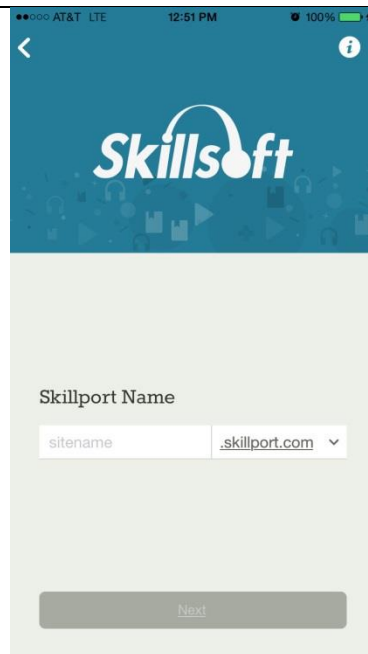 AT&T LTE 12:51 PM 100%
i
Skillsoft
Skillport Name
sitename .skillport.com
Next